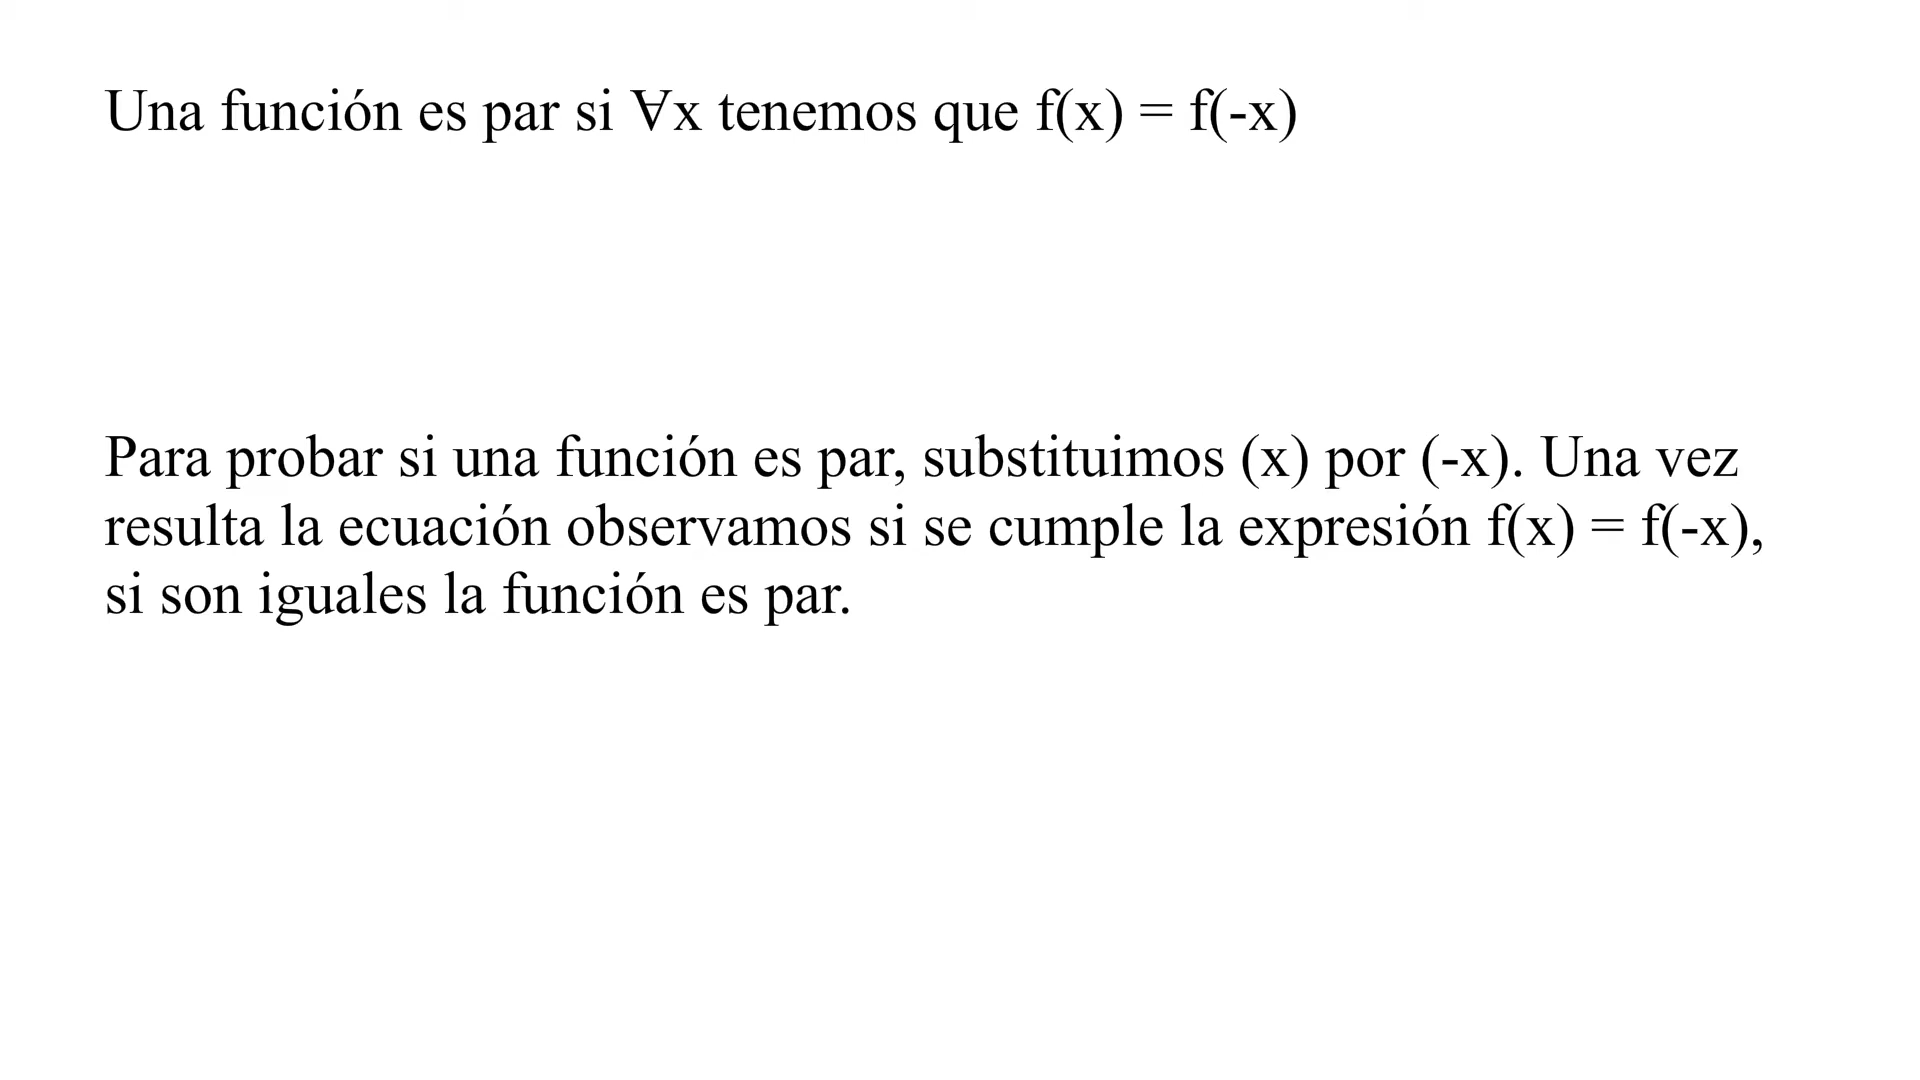 Una función es par si ∀x tenemos que f(x) = f(-x)
Para probar si una función es par, substituimos (x) por (-x). Una vez
resulta la ecuación observamos si se cumple la expresión f(x) = f(-x),
si son iguales la función es par.